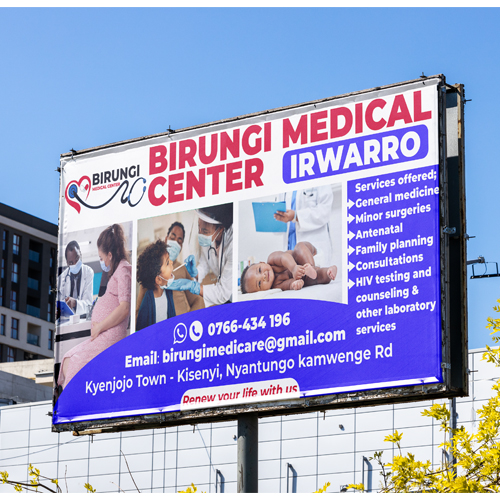 BIRUNGI
MEDICAL CENTER
BIRUNGI MEDICAL
CENTER
IRWARRO
Services offered;
General medicine
Minor surgeries
Antenatal
Family planning
Consultations
HIV testing and
counseling &
other laboratory
services
0766-434 196
Email: birungimedicare@gmail.com
Kyenjojo Town - Kisenyi, Nyantungo kamwenge Rd
Renew your life with us